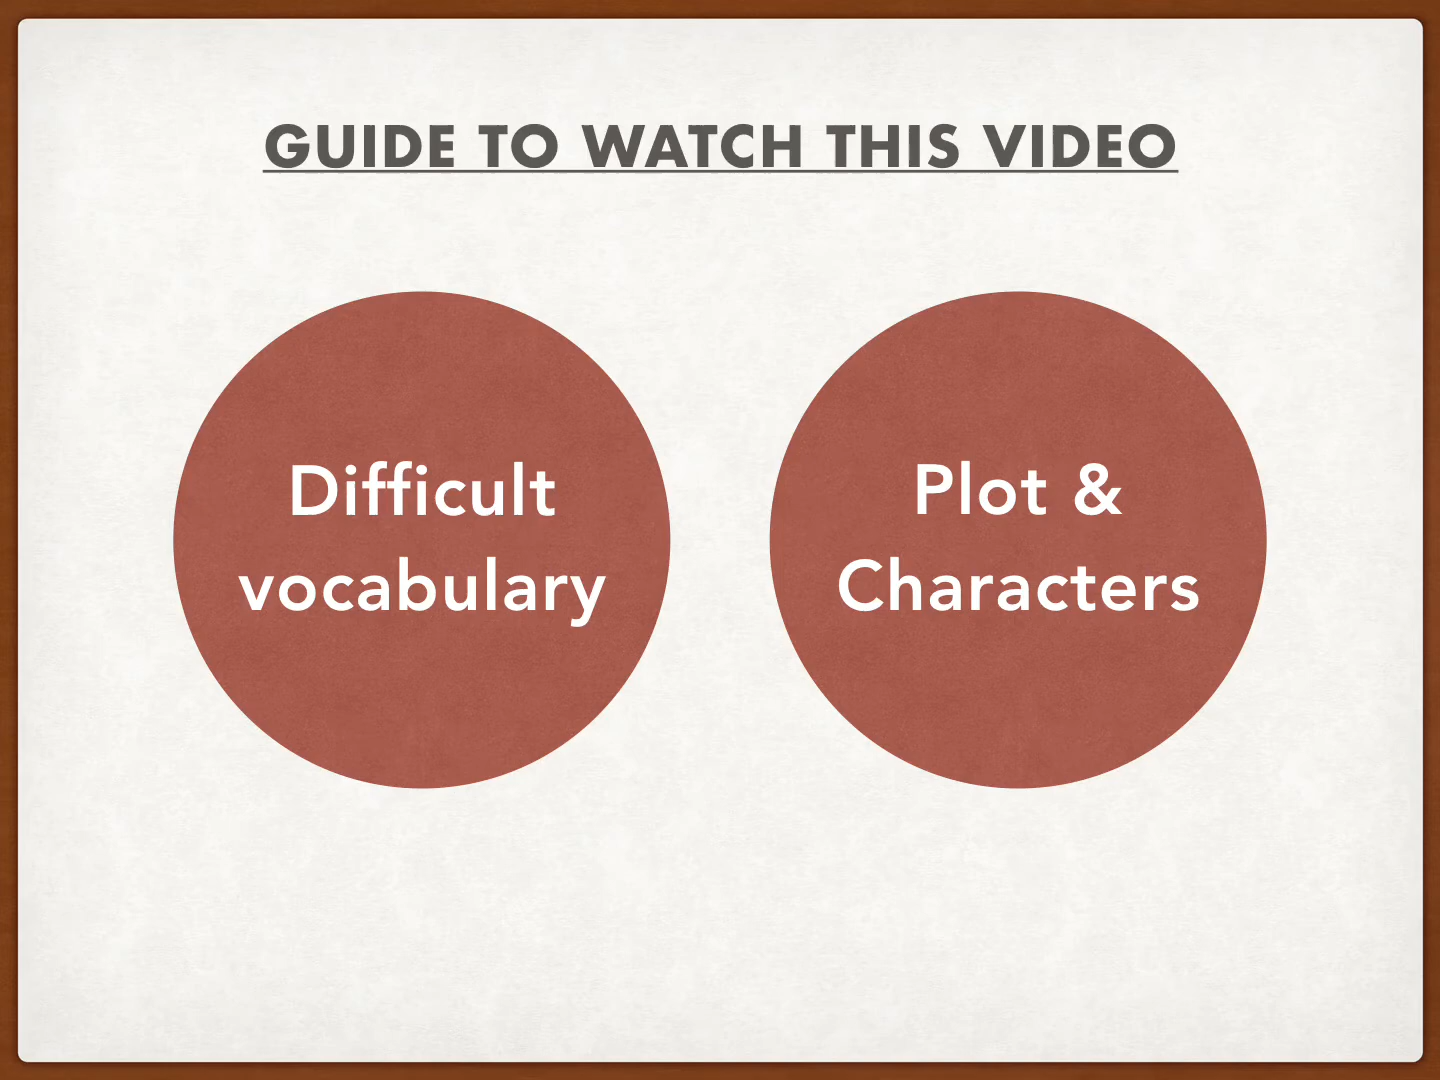 GUIDE TO WATCH THIS VIDEO
Difficult
vocabulary
Plot &
Characters